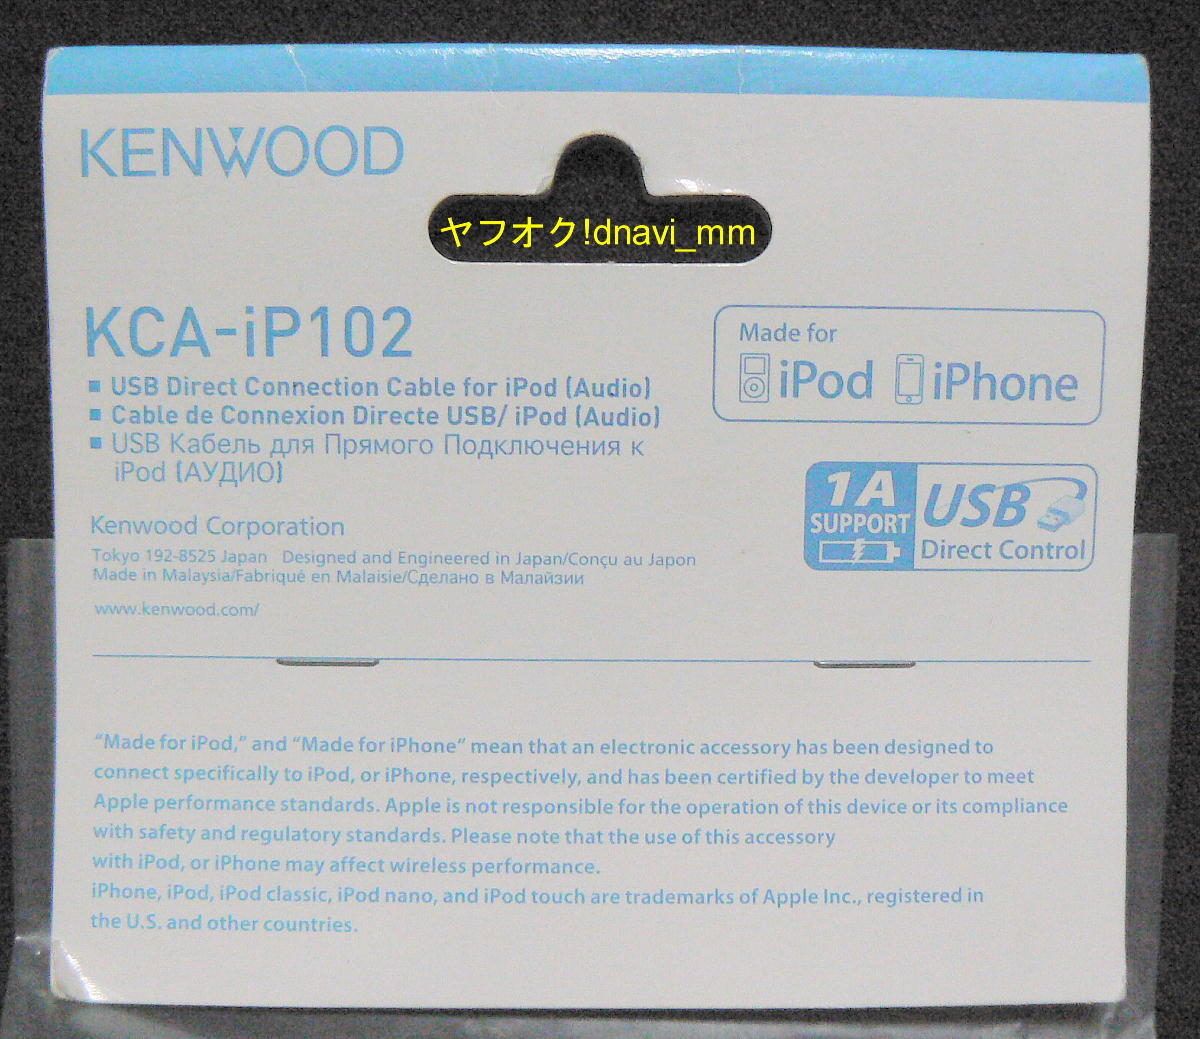 KENWOOD
ヤフオク!dnavi_mm
KCA-iP102
▪ USB Direct Connection Cable for iPod (Audio)
▪ Cable de Connexion Directe USB/ iPod (Audio)
▪ USB Кабель для Прямого Подключения к
iPod (АУДИО)
Made for
iPod iPhone
1A
SUPPORT
USB
Direct Control
Kenwood Corporation
Tokyo 192-8525 Japan Designed and Engineered in Japan/Conçu au Japon
Made in Malaysia/Fabriqué en Malaisie/Сделано в Малайзии
www.kenwood.com/
“Made for iPod,” and “Made for iPhone” mean that an electronic accessory has been designed to
connect specifically to iPod, or iPhone, respectively, and has been certified by the developer to meet
Apple performance standards. Apple is not responsible for the operation of this device or its compliance
with safety and regulatory standards. Please note that the use of this accessory
with iPod, or iPhone may affect wireless performance.
iPhone, iPod, iPod classic, iPod nano, and iPod touch are trademarks of Apple Inc., registered in
the U.S. and other countries.